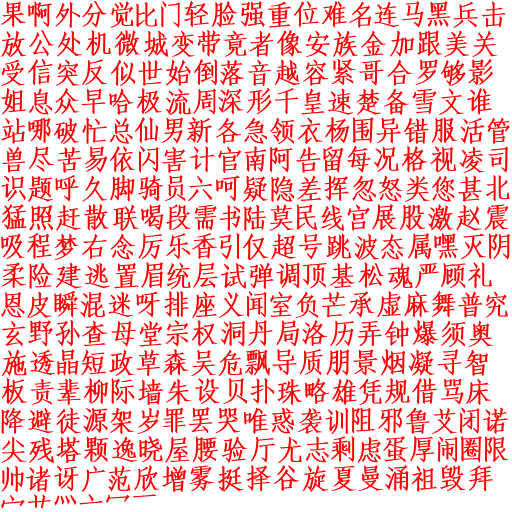 果啊外分觉比门轻脸强重位难名连马黑兵击
放公处机微城变带竟者像安族金加跟美关
受信突反似世始倒落音越容紧哥合罗够影
姐息众早哈极流周深形千皇速楚备雪文谁
站哪破忙总仙男新各急领衣杨围异错服活管
兽尽苦易依闪害计官南阿告留每况格视凌司
识题呼久脚骑员六呵疑隐差挥忽怒类您甚北
猛照赶散联喝段需书陆莫民线宫展股激赵震
吸程梦右念厉乐香引仅超号跳波态属嘿灭阴
柔险建逃置眉统层试弹调顶基松魂严顾礼
恩皮瞬混迷呀排座义闻室负芒承虚麻舞普究
玄野孙查母堂宗权洞丹局洛历弄钟爆须奥
施透晶短政草森吴危飘导质朋景烟凝寻智
板责辈柳际墙朱设贝扑珠略雄凭规借骂床
降避徒源架岁罪罢哭唯惑袭训阻邪鲁艾闭诺
尖残塔颗逸晓屋腰验厅尤志剩虑蛋厚闹圈限
帅诸讶广范欣增雾挺择谷旋夏曼涌祖毁拜